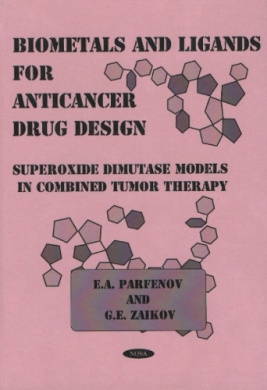 BIOMETALS AND LIGANDS
FOR
ANTICANCER
DRUG DESIGN
SUPEROXIDE DIMUTASE MODELS
IN COMBINED TUMOR THERAPY
E.A. PARFENOV
AND
G.E. ZAIKOV
NOVA